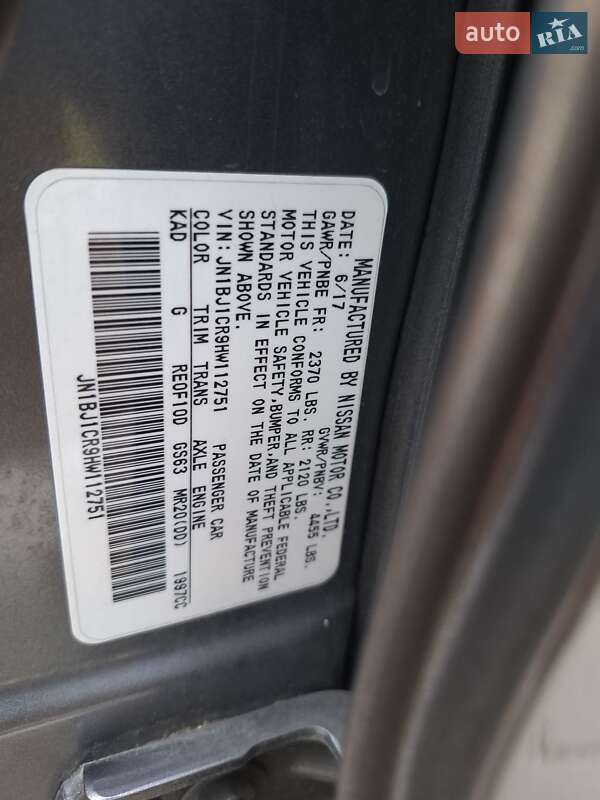 auto RIA .com
MANUFACTURED BY NISSAN MOTOR CO.,LTD.
DATE: 6/17 GVWR/PNBV: 4455 LBS.
GAWR/PNBE FR: 2370 LBS. RR: 2120 LBS.
THIS VEHICLE CONFORMS TO ALL APPLICABLE FEDERAL
MOTOR VEHICLE SAFETY,BUMPER,AND THEFT PREVENTION
STANDARDS IN EFFECT ON THE DATE OF MANUFACTURE
SHOWN ABOVE.
VIN:JN1BJ1CR9HW112751 PASSENGER CAR
COLOR TRIM TRANS AXLE ENGINE
KAD G RE0F10D GS63 MR20(DD) 1997CC
JN1BJ1CR9HW112751